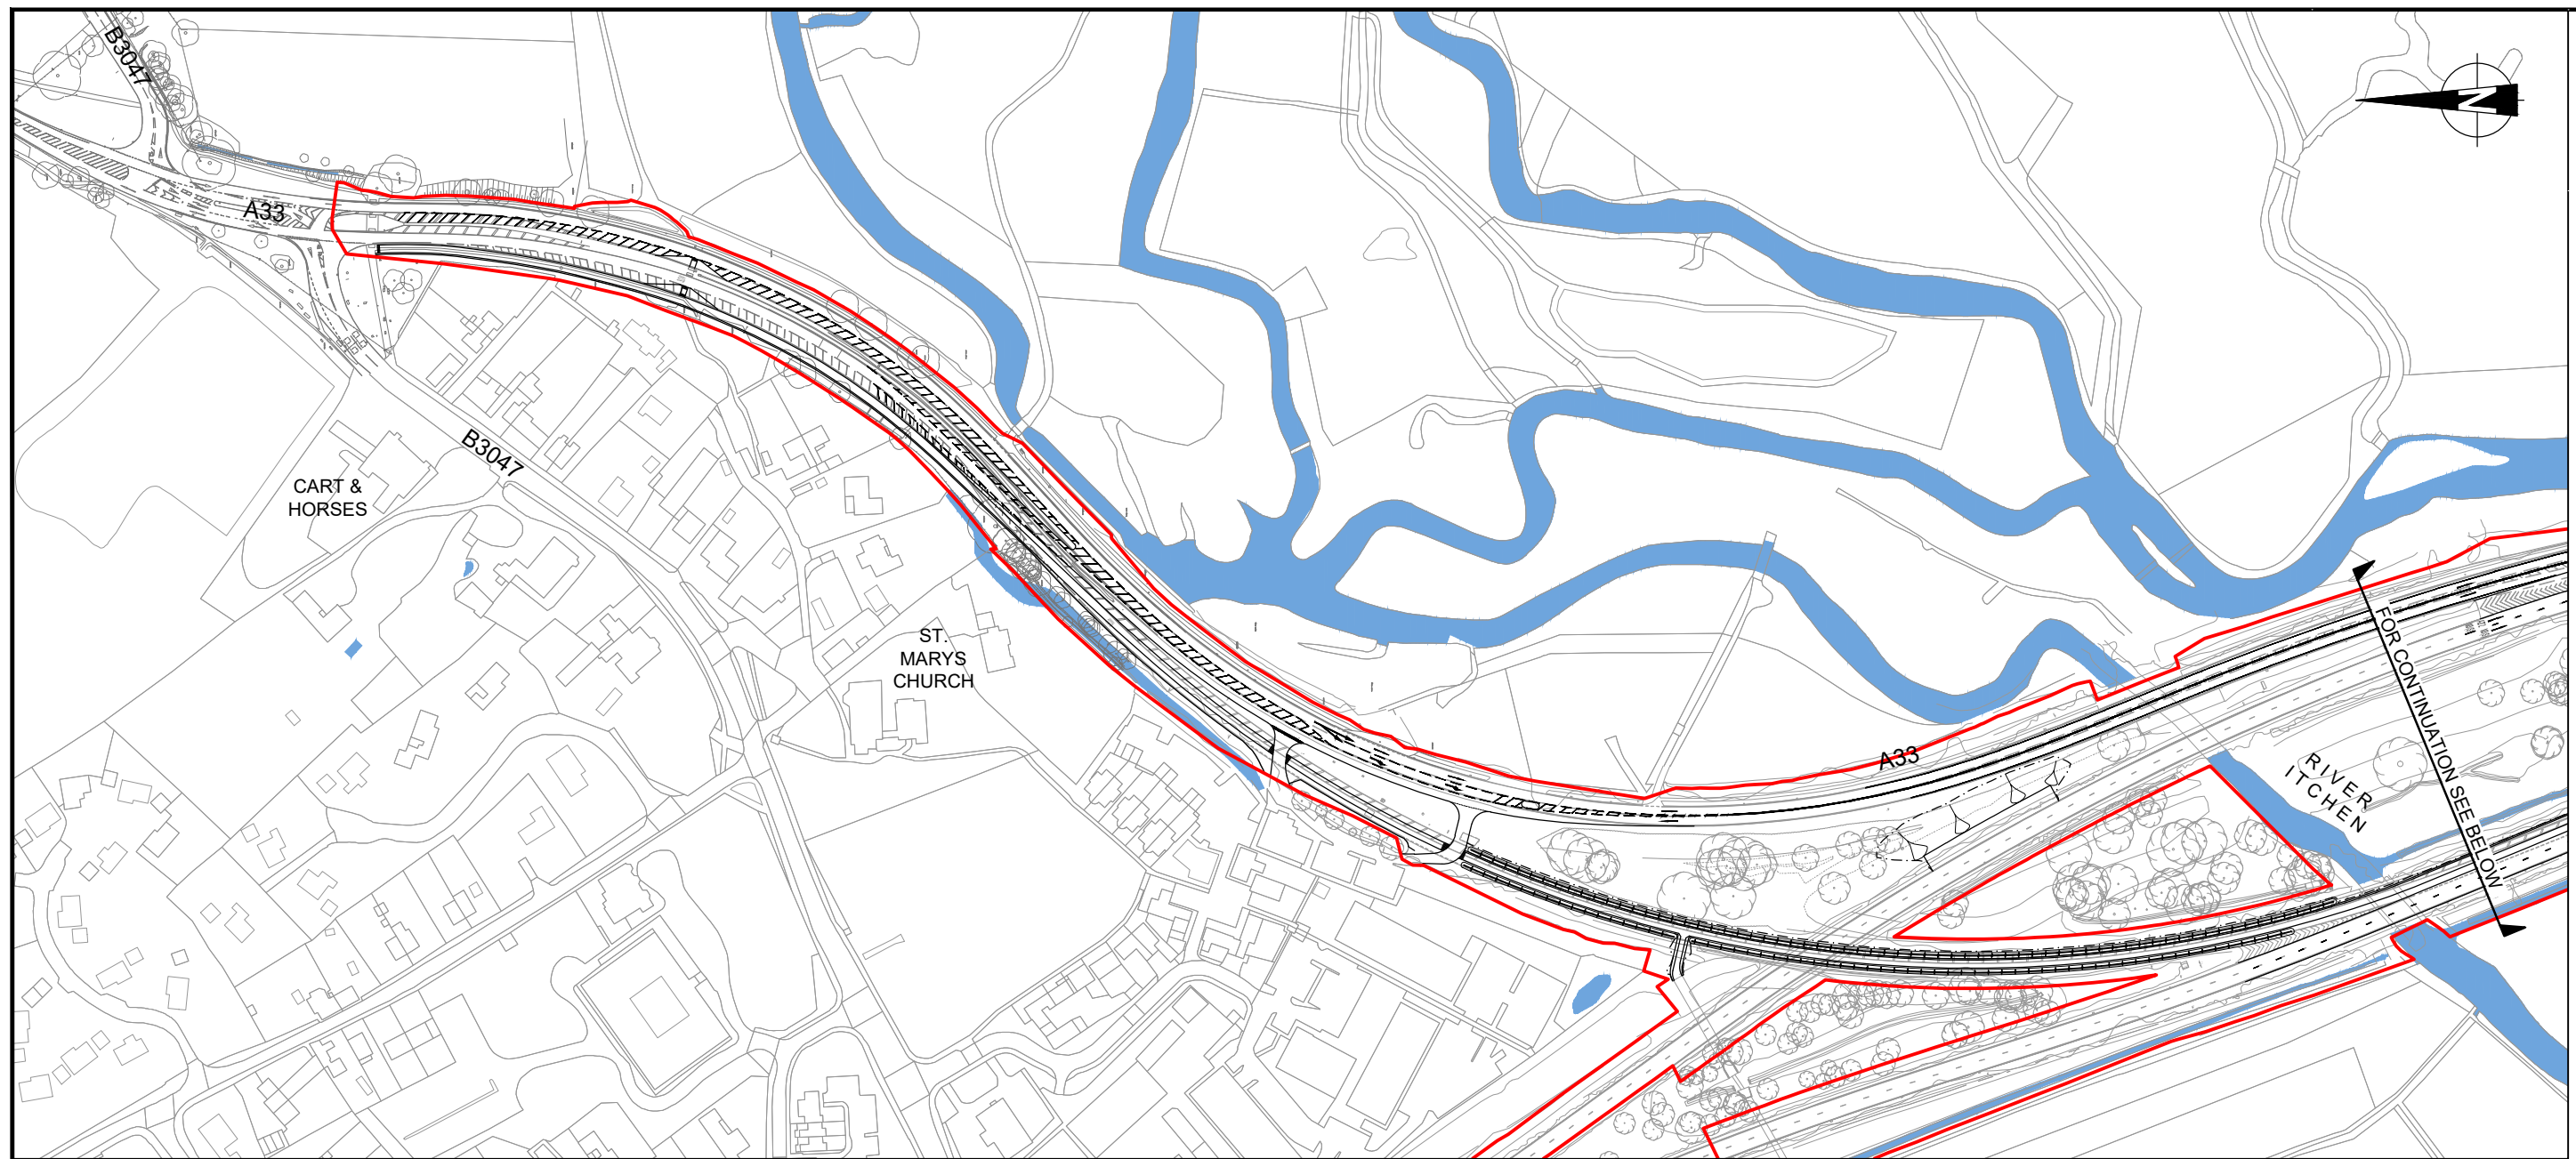 B3047
N
A33
B3047
CART &
HORSES
ST.
MARYS
CHURCH
A33
RIVER
ITCHEN
FOR CONTINUATION SEE BELOW